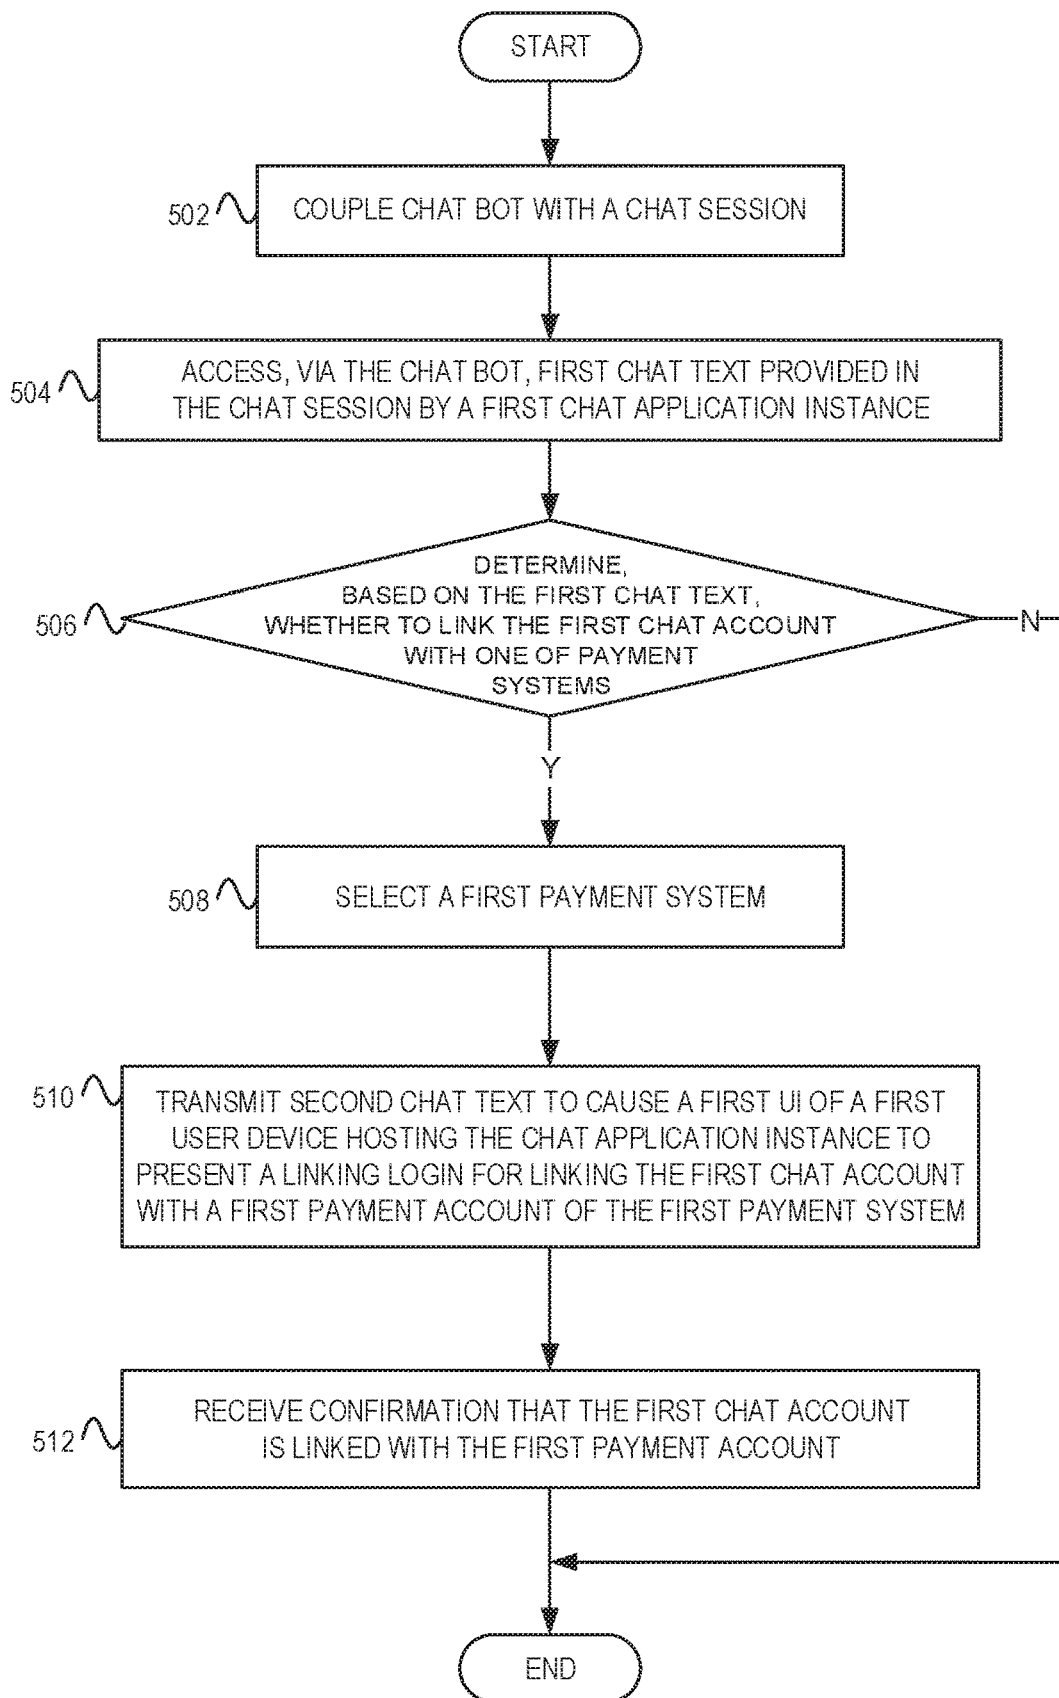 START
502
COUPLE CHAT BOT WITH A CHAT SESSION
504
ACCESS, VIA THE CHAT BOT, FIRST CHAT TEXT PROVIDED IN
THE CHAT SESSION BY A FIRST CHAT APPLICATION INSTANCE
506
DETERMINE,
BASED ON THE FIRST CHAT TEXT,
WHETHER TO LINK THE FIRST CHAT ACCOUNT
WITH ONE OF PAYMENT
SYSTEMS
N
Y
508
SELECT A FIRST PAYMENT SYSTEM
510
TRANSMIT SECOND CHAT TEXT TO CAUSE A FIRST UI OF A FIRST
USER DEVICE HOSTING THE CHAT APPLICATION INSTANCE TO
PRESENT A LINKING LOGIN FOR LINKING THE FIRST CHAT ACCOUNT
WITH A FIRST PAYMENT ACCOUNT OF THE FIRST PAYMENT SYSTEM
512
RECEIVE CONFIRMATION THAT THE FIRST CHAT ACCOUNT
IS LINKED WITH THE FIRST PAYMENT ACCOUNT
END